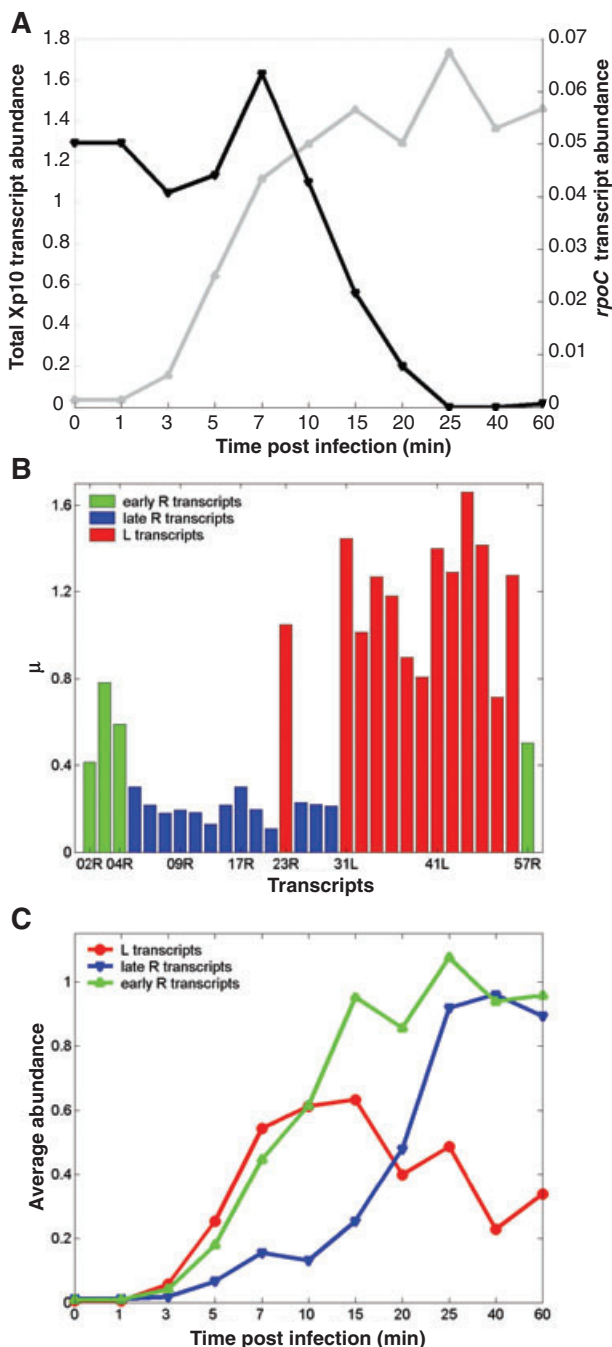 A
Total Xp10 transcript abundance
1.8
1.6
1.4
1.2
1
0.8
0.6
0.4
0.2
0
0.07
0.06
0.05
0.04
0.03
0.02
0.01
0
rpoC transcript abundance
0 1 3 5 7 10 15 20 25 40 60
Time post infection (min)
B
early R transcripts
late R transcripts
L transcripts
μ
1.6
1.2
0.8
0.4
0
02R 04R 09R 17R 23R 31L 41L 57R
Transcripts
C
L transcripts
late R transcripts
early R transcripts
Average abundance
1
0.8
0.6
0.4
0.2
0
0 1 3 5 7 10 15 20 25 40 60
Time post infection (min)